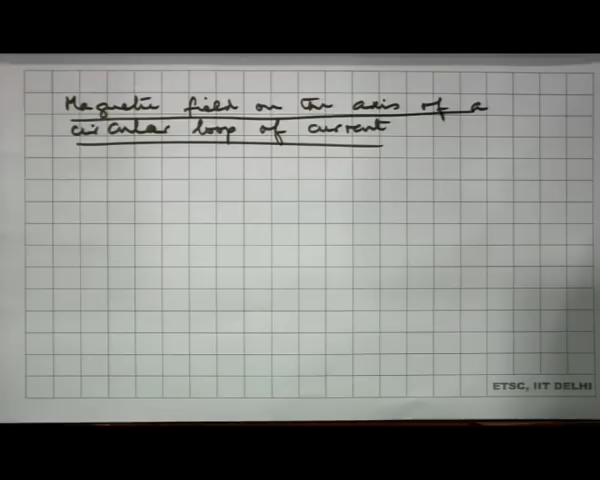 Magnetic field on the axis of a
circular loop of current
ETSC, IIT DELHI